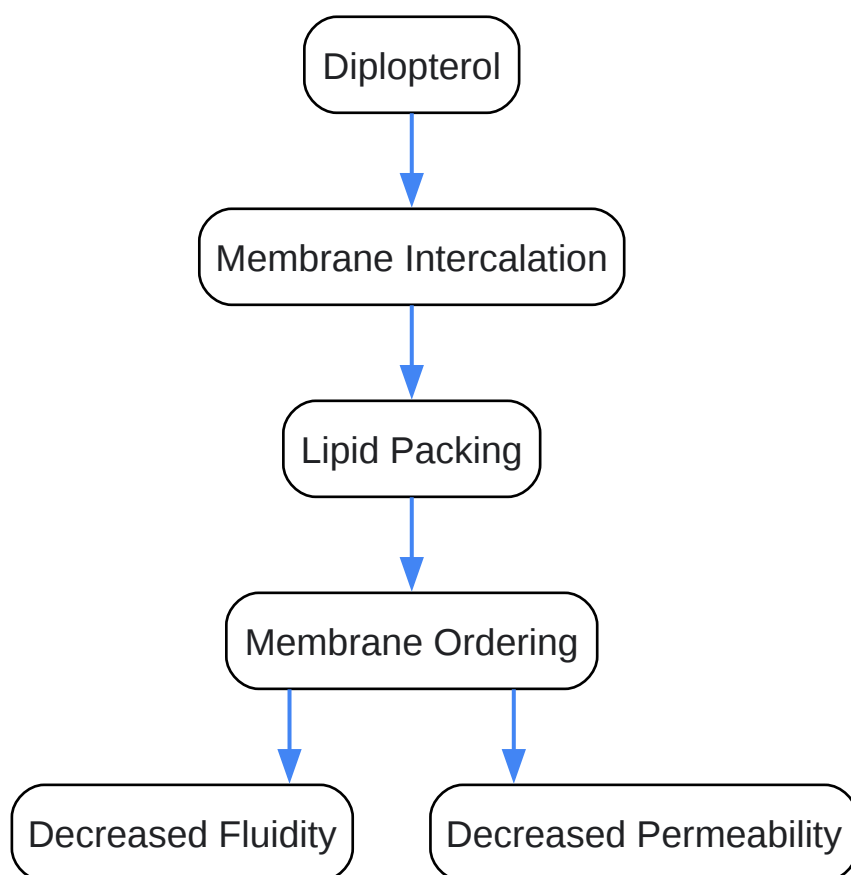 Diplopterol
Membrane Intercalation
Lipid Packing
Membrane Ordering
Decreased Fluidity
Decreased Permeability